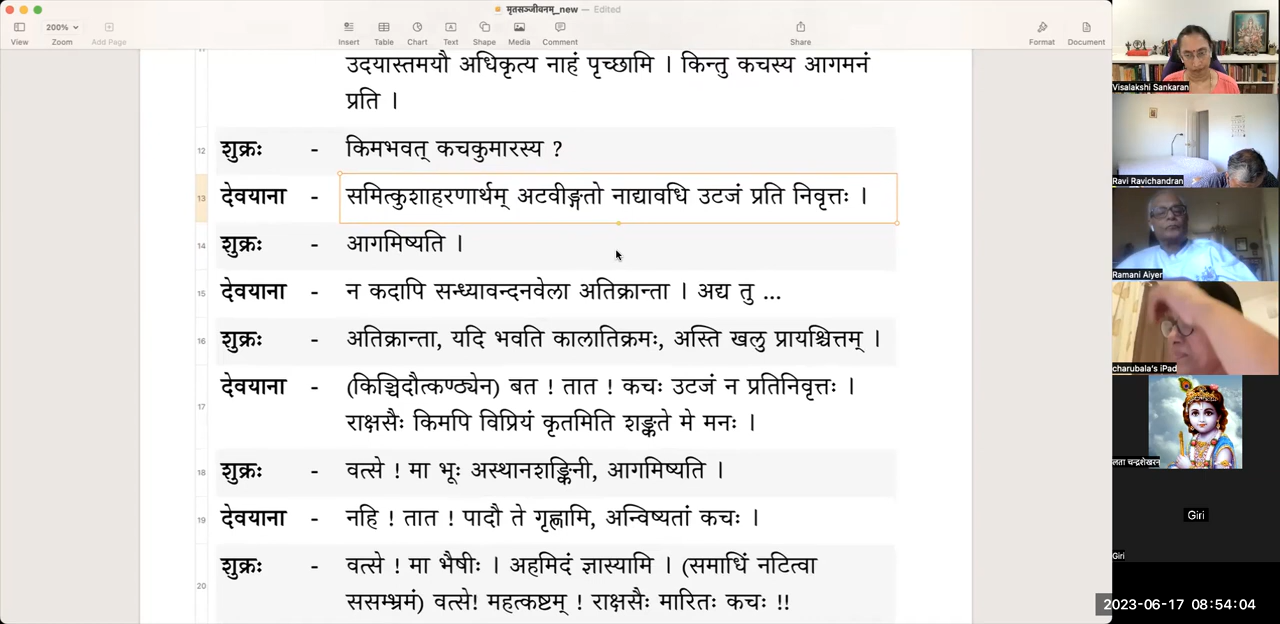 मृतसञ्जीवनम्_new — Edited
View
200%
Zoom
Add Page
Insert
Table
Chart
Text
Shape
Media
Comment
Share
Format
Document
उदयास्तमयौ अधिकृत्य नाहं पृच्छामि । किन्तु कचस्य आगमनं
प्रति ।
12 शुक्रः - किमभवत् कचकुमारस्य ?
13 देवयाना - समित्कुशाहरणार्थम् अटवीङ्गतो नाद्यावधि उटजं प्रति निवृत्तः ।
14 शुक्रः - आगमिष्यति ।
15 देवयाना - न कदापि सन्ध्यावन्दनवेला अतिक्रान्ता । अद्य तु ...
16 शुक्रः - अतिक्रान्ता, यदि भवति कालातिक्रमः, अस्ति खलु प्रायश्चित्तम् ।
17 देवयाना - (किञ्चिदौत्कण्ठ्येन) बत ! तात ! कचः उटजं न प्रतिनिवृत्तः ।
राक्षसैः किमपि विप्रियं कृतमिति शङ्कते मे मनः ।
18 शुक्रः - वत्से ! मा भूः अस्थानशङ्किनी, आगमिष्यति ।
19 देवयाना - नहि ! तात ! पादौ ते गृह्णामि, अन्विष्यतां कचः ।
20 शुक्रः - वत्से ! मा भैषीः । अहमिदं ज्ञास्यामि । (समाधिं नटित्वा
ससम्भ्रमं) वत्से! महत्कष्टम् ! राक्षसैः मारितः कचः !!
Visalakshi Sankaran
Ravi Ravichandran
Ramani Aiyer
charubala's iPad
लता चन्द्रशेखरन
Giri
Giri
2023-06-17 08:54:04